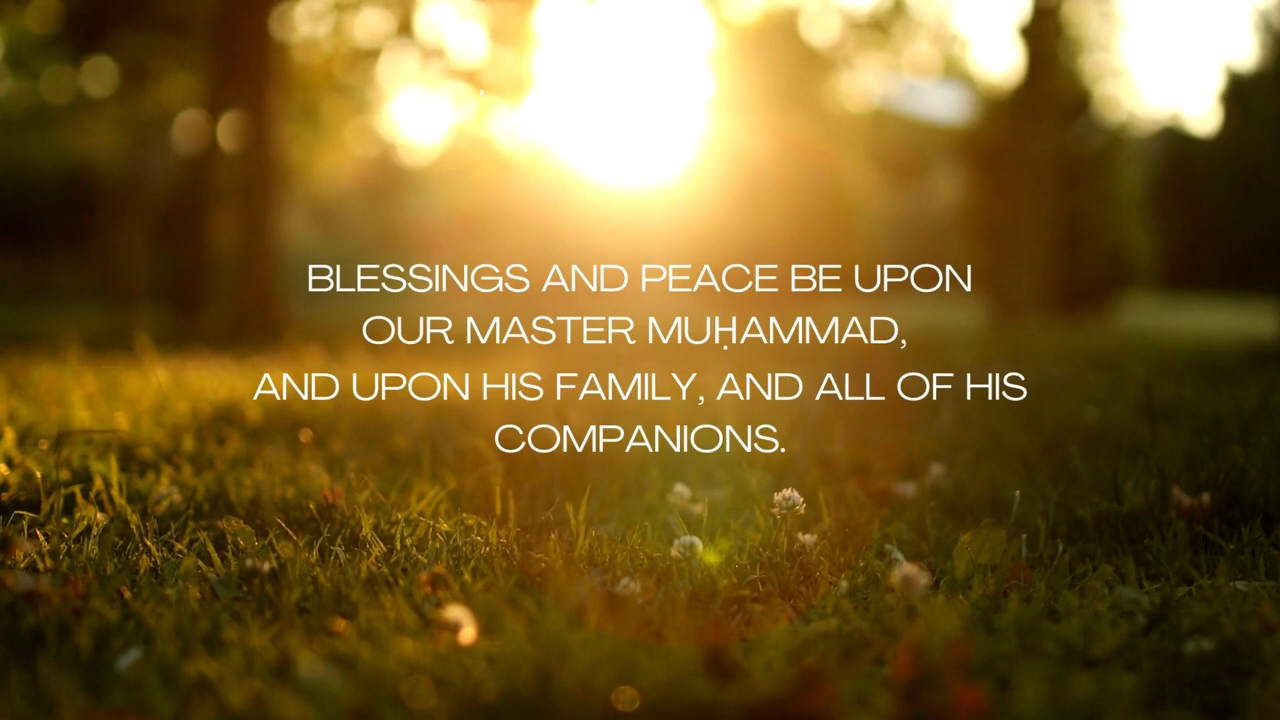 BLESSINGS AND PEACE BE UPON
OUR MASTER MUḤAMMAD,
AND UPON HIS FAMILY, AND ALL OF HIS
COMPANIONS.